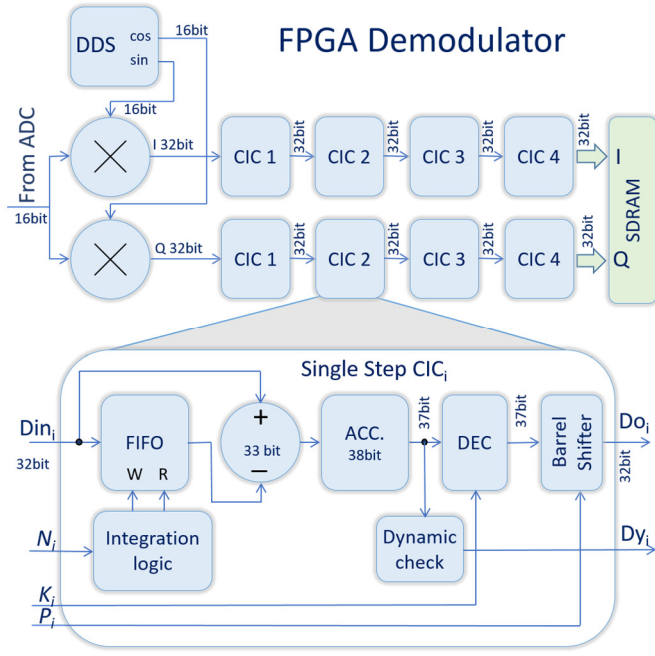 FPGA Demodulator
DDS
cos
sin
16bit
16bit
From ADC
16bit
I 32bit
CIC 1
32bit
CIC 2
32bit
CIC 3
32bit
CIC 4
32bit
I
Q 32bit
CIC 1
32bit
CIC 2
32bit
CIC 3
32bit
CIC 4
32bit
Q
SDRAM
Single Step CICi
Dini
32bit
FIFO
W R
+
33 bit
−
ACC.
38bit
37bit
DEC
37bit
Barrel
Shifter
Doi
32bit
Ni
Integration
logic
Dynamic
check
Dyi
Ki
Pi